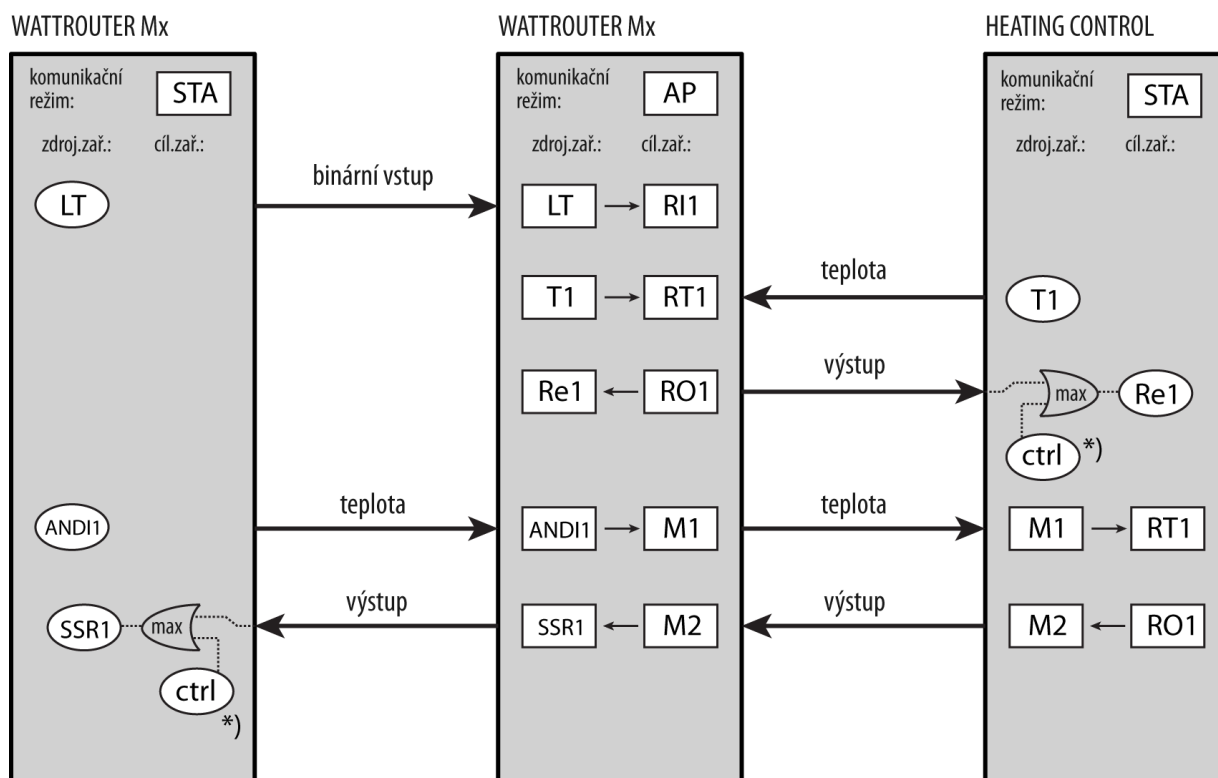 WATTROUTER Mx
komunikační
režim:
STA
zdroj.zař.: cíl.zař.:
LT
ANDI1
SSR1
max
ctrl
*)
binární vstup
teplota
výstup
WATTROUTER Mx
komunikační
režim:
AP
zdroj.zař.: cíl.zař.:
LT RI1
T1 RT1
Re1 RO1
ANDI1 M1
SSR1 M2
teplota
výstup
teplota
výstup
HEATING CONTROL
komunikační
režim:
STA
zdroj.zař.: cíl.zař.:
T1
max
Re1
ctrl
*)
M1 RT1
M2 RO1